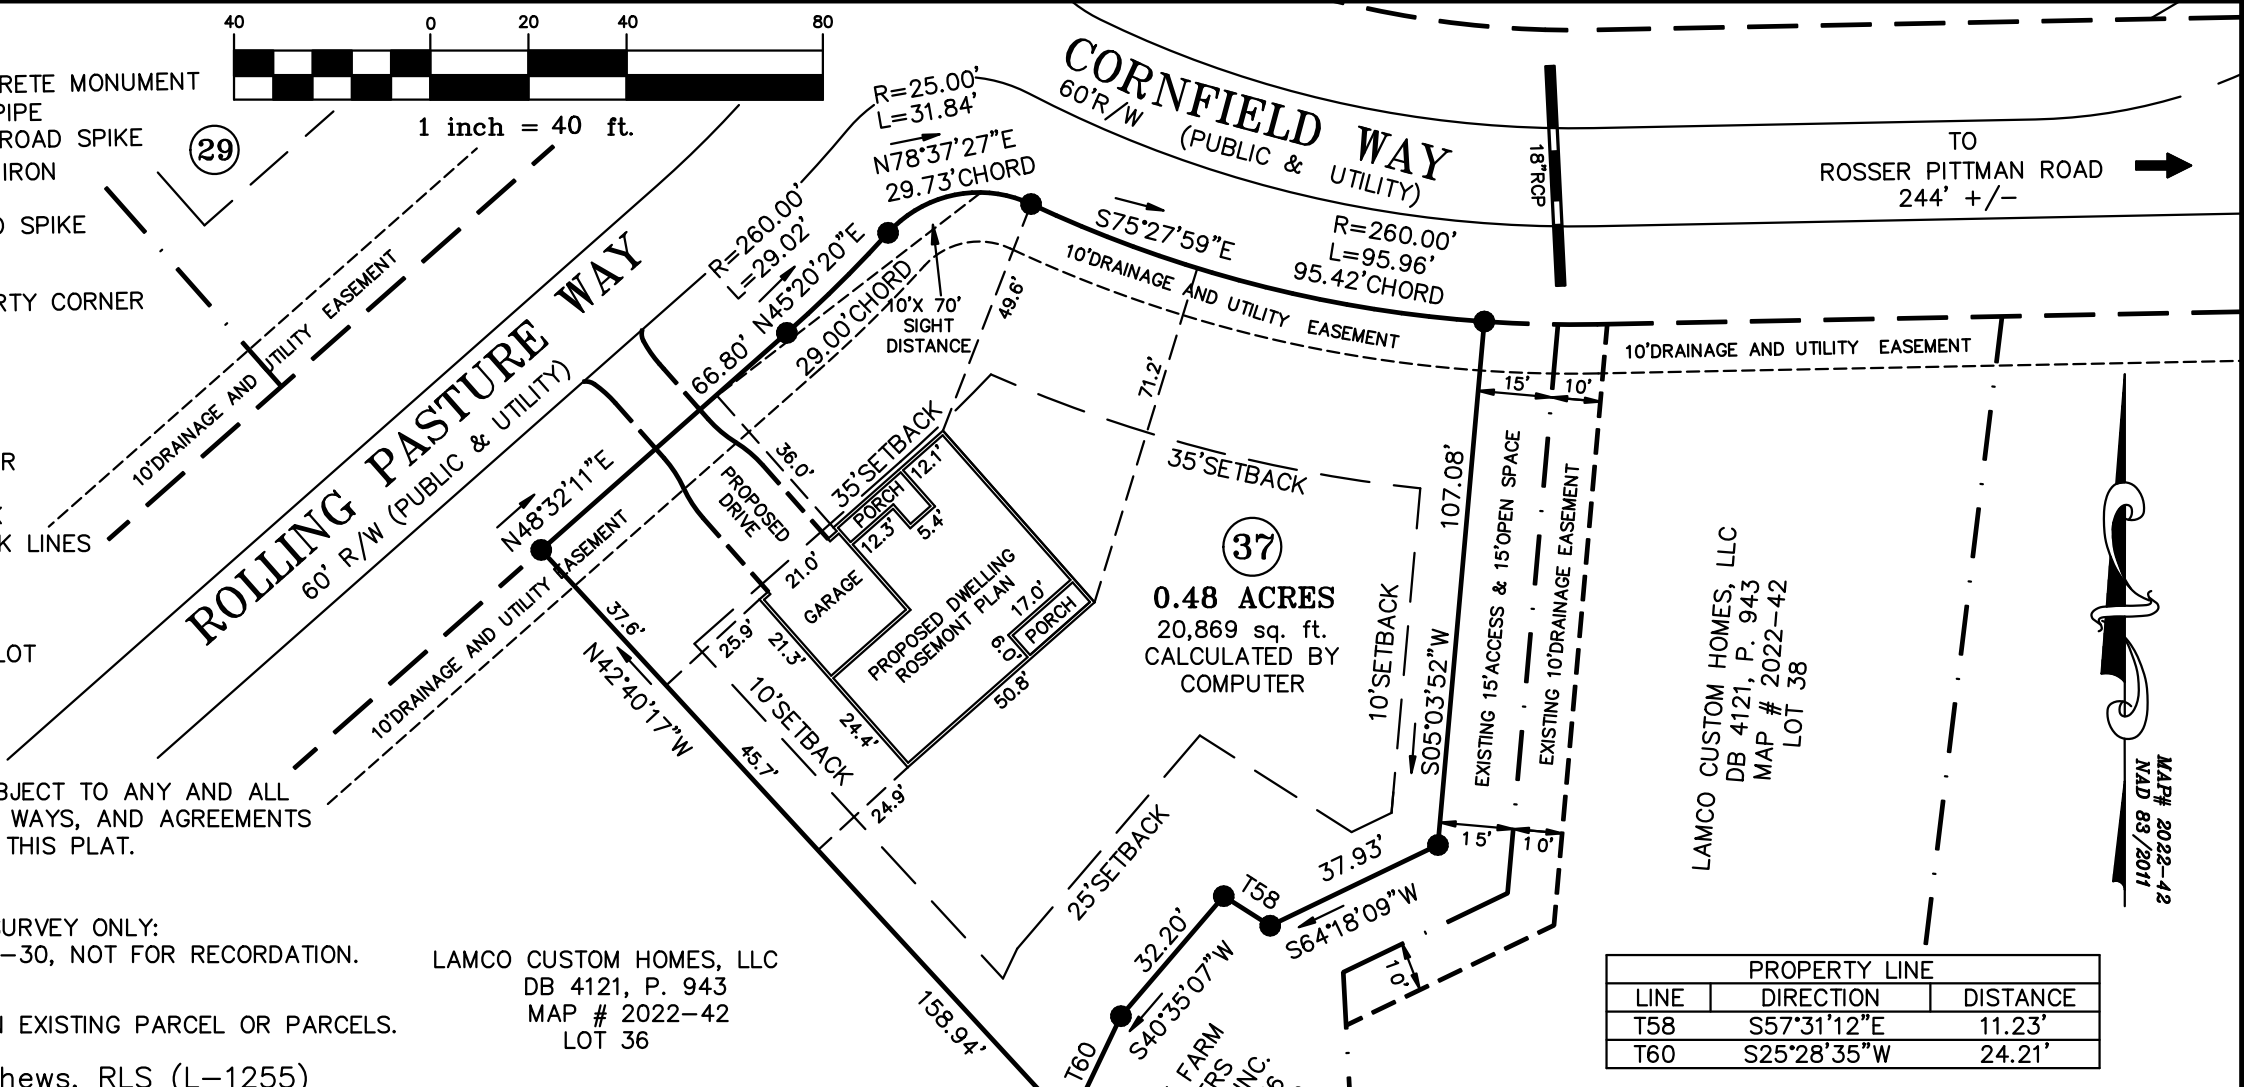 40 0 20 40 80
1 inch = 40 ft.
RETE MONUMENT
PIPE
ROAD SPIKE
IRON
SPIKE
RTY CORNER
R
K LINES
LOT
29
10'DRAINAGE AND UTILITY EASEMENT
ROLLING PASTURE WAY
60' R/W (PUBLIC & UTILITY)
10'DRAINAGE AND UTILITY EASEMENT
CORNFIELD WAY
60'R/W (PUBLIC & UTILITY)
R=25.00'
L=31.84'
N78°37'27"E
29.73'CHORD
R=260.00'
L=29.02'
N45°20'20"E
29.00'CHORD
66.80'
N48°32'11"E
10'X 70'
SIGHT
DISTANCE
S75°27'59"E
R=260.00'
L=95.96'
95.42'CHORD
10'DRAINAGE AND UTILITY EASEMENT
18"RCP
TO
ROSSER PITTMAN ROAD
244' +/-
10'DRAINAGE AND UTILITY EASEMENT
15' 10'
49.6'
71.2'
36.0'
35'SETBACK
35'SETBACK
PROPOSED
DRIVE
PORCH
12.1'
12.3'
5.4'
21.0'
GARAGE
PROPOSED DWELLING
ROSEMONT PLAN
17.0'
PORCH
6.0'
50.8'
21.3'
25.9'
24.4'
24.9'
37.6'
N42°40'17"W
10'SETBACK
45.7'
158.94'
37
0.48 ACRES
20,869 sq. ft.
CALCULATED BY
COMPUTER
10'SETBACK
107.08'
S05°03'52"W
EXISTING 15'ACCESS & 15'OPEN SPACE
EXISTING 10'DRAINAGE EASEMENT
LAMCO CUSTOM HOMES, LLC
DB 4121, P. 943
MAP # 2022-42
LOT 38
MAP# 2022-42
NAD 83/2011
25'SETBACK
15' 10'
37.93'
S64°18'09"W
T58
32.20'
S40°35'07"W
T60
10'
FARM
INC.
BJECT TO ANY AND ALL
WAYS, AND AGREEMENTS
THIS PLAT.
SURVEY ONLY:
-30, NOT FOR RECORDATION.
N EXISTING PARCEL OR PARCELS.
hews, RLS (L-1255)
LAMCO CUSTOM HOMES, LLC
DB 4121, P. 943
MAP # 2022-42
LOT 36
PROPERTY LINE
LINE DIRECTION DISTANCE
T58 S57°31'12"E 11.23'
T60 S25°28'35"W 24.21'